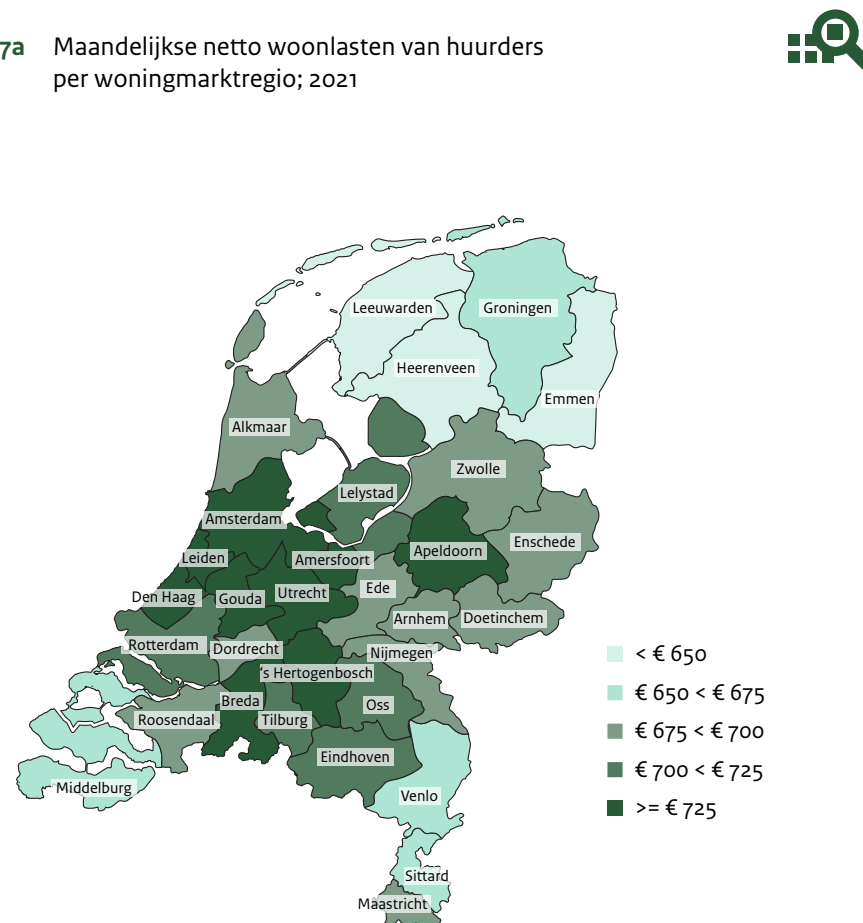 7a Maandelijkse netto woonlasten van huurders
per woningmarktregio; 2021
Leeuwarden
Groningen
Heerenveen
Emmen
Alkmaar
Zwolle
Lelystad
Amsterdam
Enschede
Apeldoorn
Leiden
Amersfoort
Ede
Utrecht
Den Haag
Gouda
Arnhem
Doetinchem
Rotterdam
Dordrecht
Nijmegen
's Hertogenbosch
Breda
Oss
Roosendaal
Tilburg
Eindhoven
Middelburg
Venlo
Sittard
Maastricht
< € 650
€ 650 < € 675
€ 675 < € 700
€ 700 < € 725
>= € 725